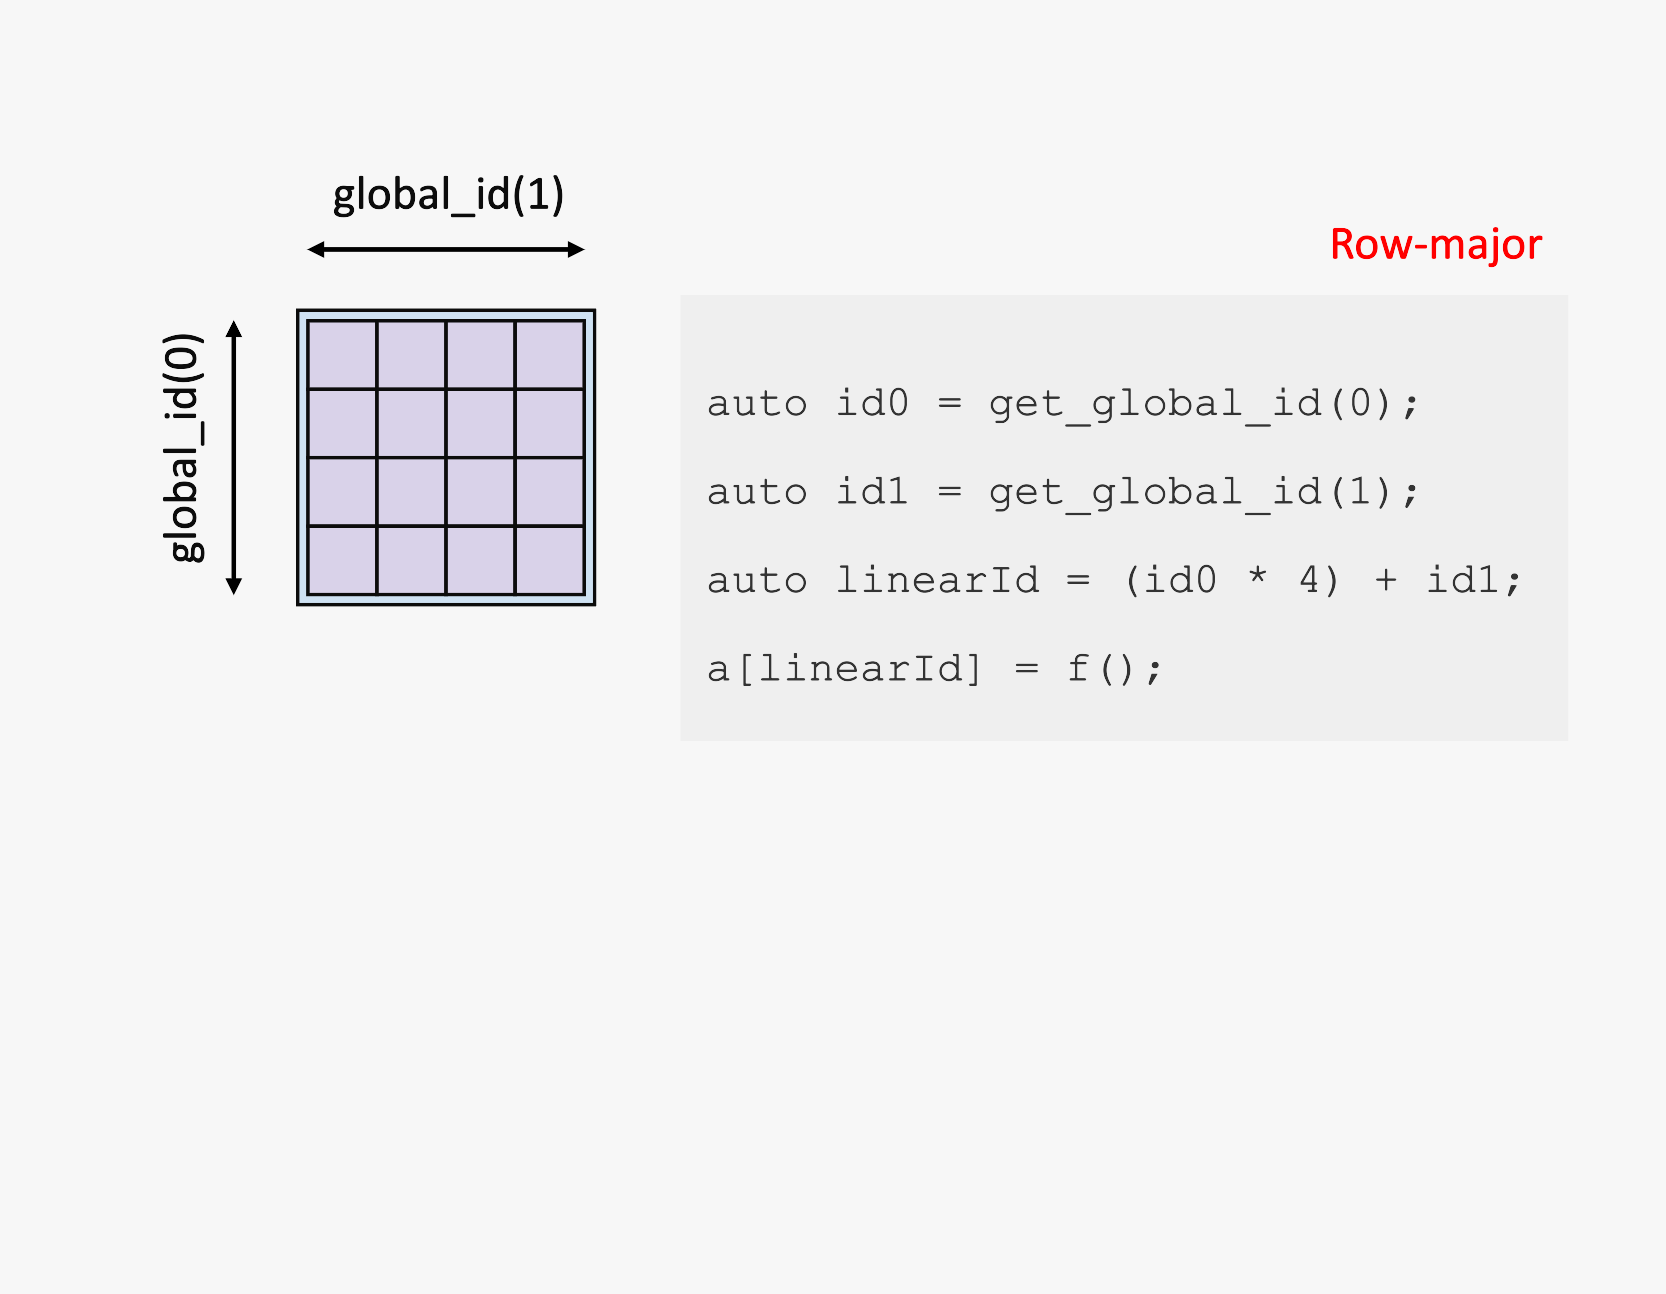 global_id(1)
Row-major
global_id(0)
auto id0 = get_global_id(0);
auto id1 = get_global_id(1);
auto linearId = (id0 * 4) + id1;
a[linearId] = f();